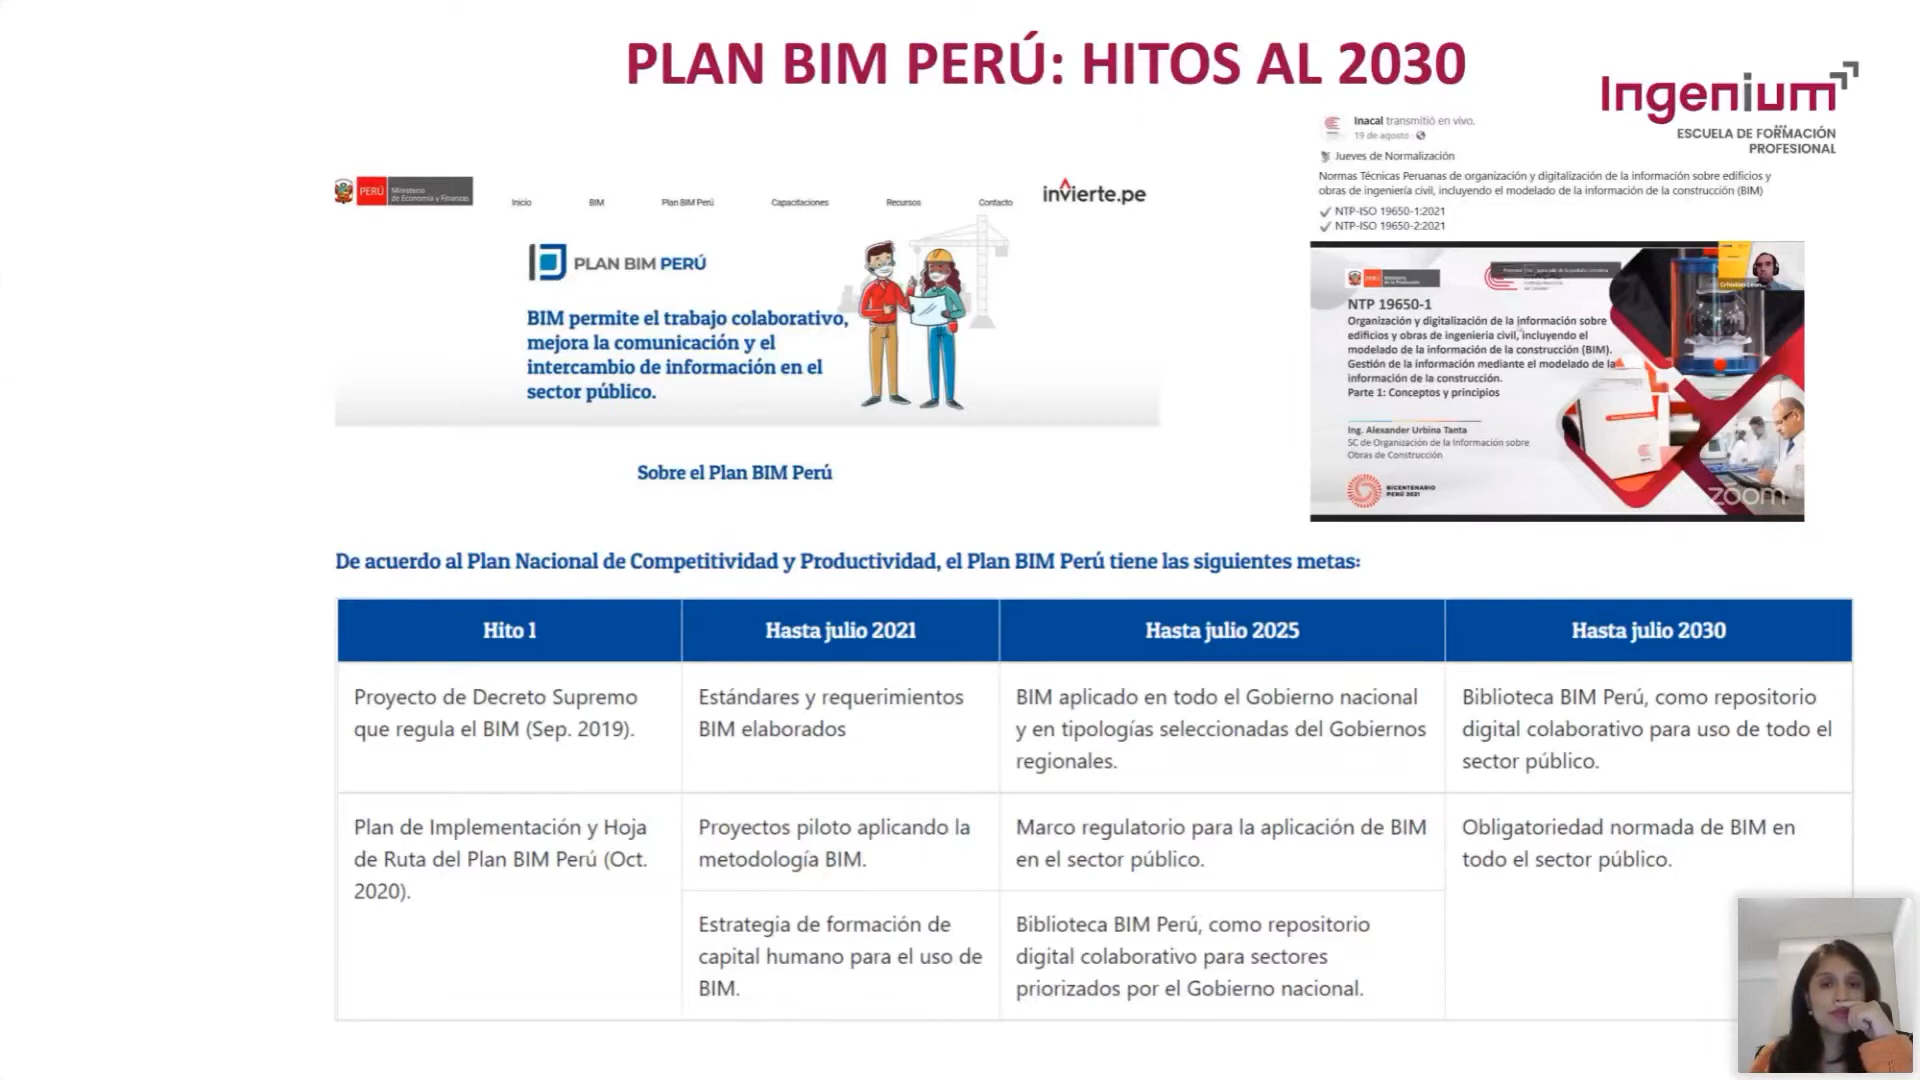 PLAN BIM PERÚ: HITOS AL 2030
Ingenium
ESCUELA DE FORMACIÓN
PROFESIONAL
PERÚ
Ministerio
de Economía y Finanzas
Inicio
BIM
Plan BIM Perú
Capacitaciones
Recursos
Contacto
invierte.pe
PLAN BIM PERÚ
BIM permite el trabajo colaborativo,
mejora la comunicación y el
intercambio de información en el
sector público.
Sobre el Plan BIM Perú
Inacal transmitió en vivo.
19 de agosto
Jueves de Normalización
Normas Técnicas Peruanas de organización y digitalización de la información sobre edificios y
obras de ingeniería civil, incluyendo el modelado de la información de la construcción (BIM)
NTP-ISO 19650-1:2021
NTP-ISO 19650-2:2021
NTP 19650-1
Organización y digitalización de la información sobre
edificios y obras de ingeniería civil, incluyendo el
modelado de la información de la construcción (BIM).
Gestión de la información mediante el modelado de la
información de la construcción.
Parte 1: Conceptos y principios
Ing. Alexander Urbina Tanta
SC de Organización de la Información sobre
Obras de Construcción
BICENTENARIO
PERÚ 2021
zoom
De acuerdo al Plan Nacional de Competitividad y Productividad, el Plan BIM Perú tiene las siguientes metas:
Hito 1
Hasta julio 2021
Hasta julio 2025
Hasta julio 2030
Proyecto de Decreto Supremo
que regula el BIM (Sep. 2019).
Estándares y requerimientos
BIM elaborados
BIM aplicado en todo el Gobierno nacional
y en tipologías seleccionadas del Gobiernos
regionales.
Biblioteca BIM Perú, como repositorio
digital colaborativo para uso de todo el
sector público.
Plan de Implementación y Hoja
de Ruta del Plan BIM Perú (Oct.
2020).
Proyectos piloto aplicando la
metodología BIM.
Marco regulatorio para la aplicación de BIM
en el sector público.
Obligatoriedad normada de BIM en
todo el sector público.
Estrategia de formación de
capital humano para el uso de
BIM.
Biblioteca BIM Perú, como repositorio
digital colaborativo para sectores
priorizados por el Gobierno nacional.